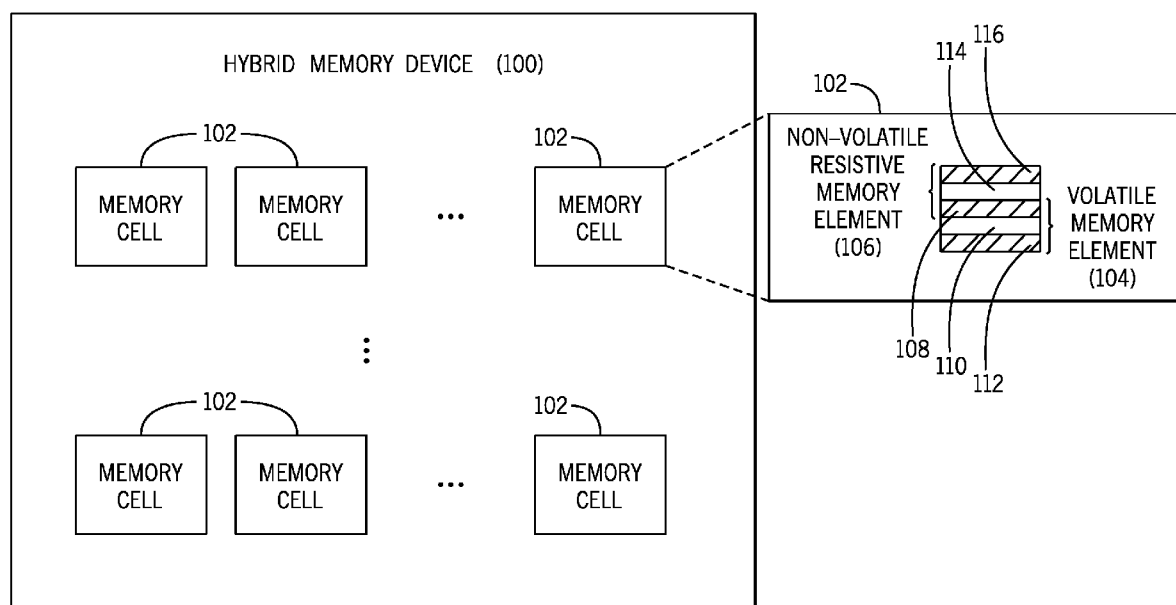 HYBRID MEMORY DEVICE (100)
102
102
MEMORY
CELL
MEMORY
CELL
...
MEMORY
CELL
102
102
MEMORY
CELL
MEMORY
CELL
...
MEMORY
CELL
102
114
116
NON–VOLATILE
RESISTIVE
MEMORY
ELEMENT
(106)
VOLATILE
MEMORY
ELEMENT
(104)
108
110
112